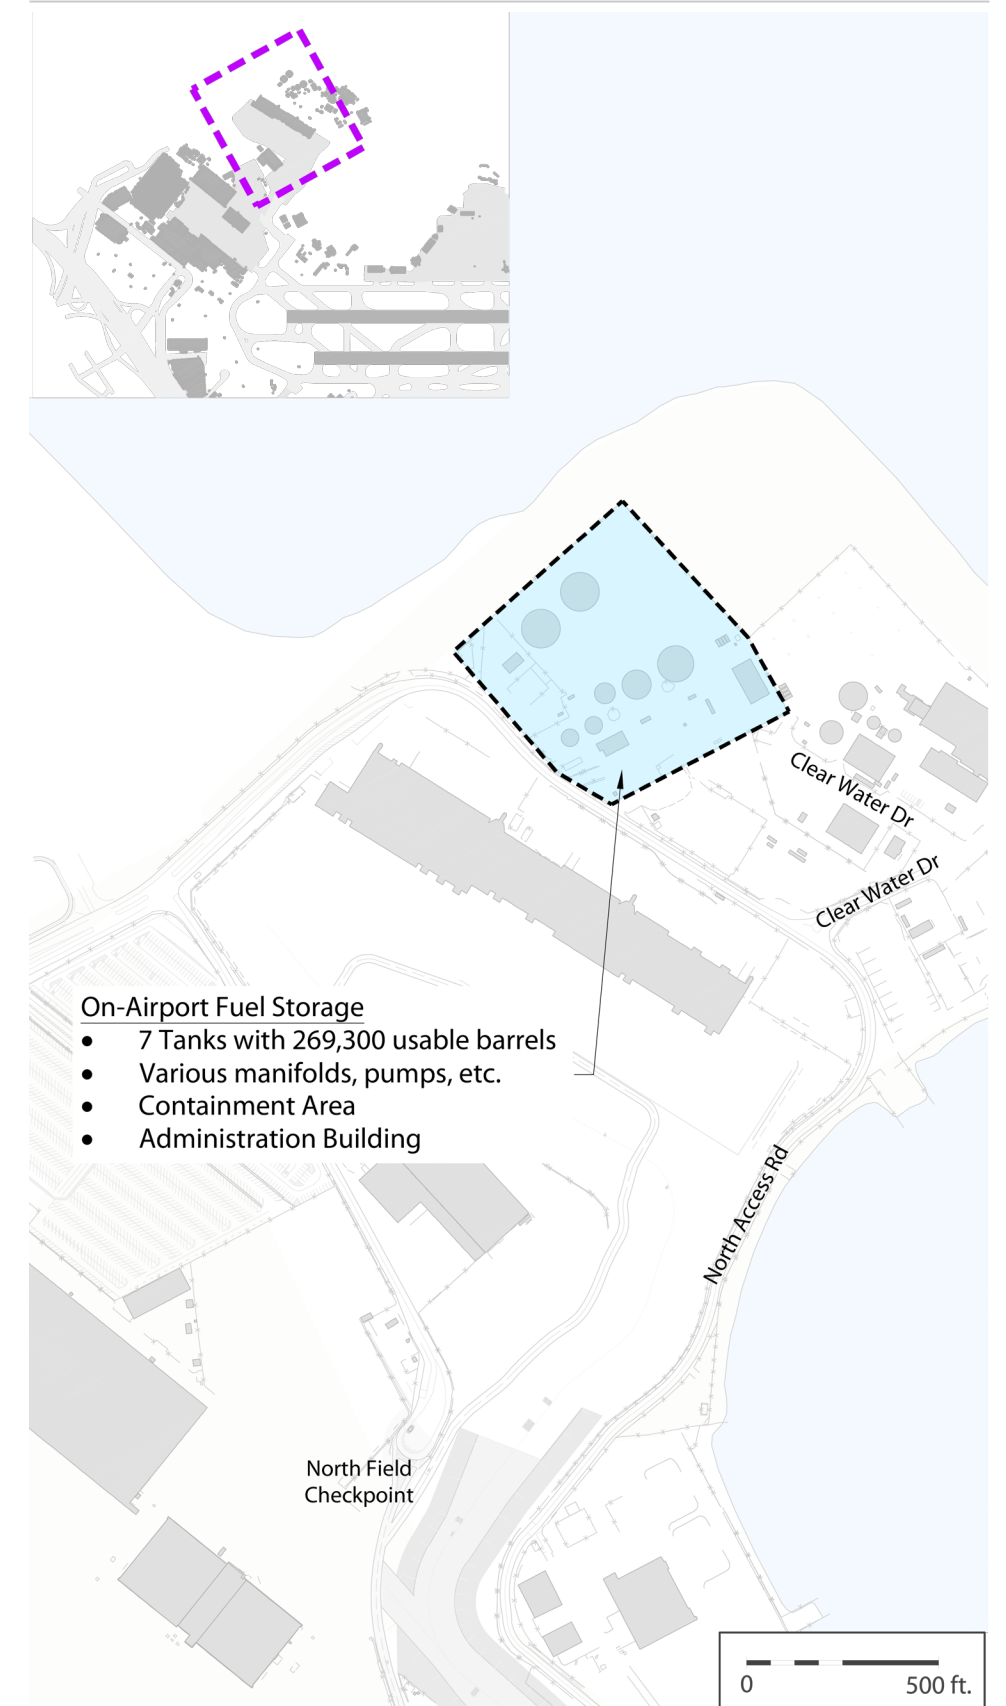 Clear Water Dr
Clear Water Dr
On-Airport Fuel Storage
• 7 Tanks with 269,300 usable barrels
• Various manifolds, pumps, etc.
• Containment Area
• Administration Building
North Access Rd
North Field
Checkpoint
0 500 ft.